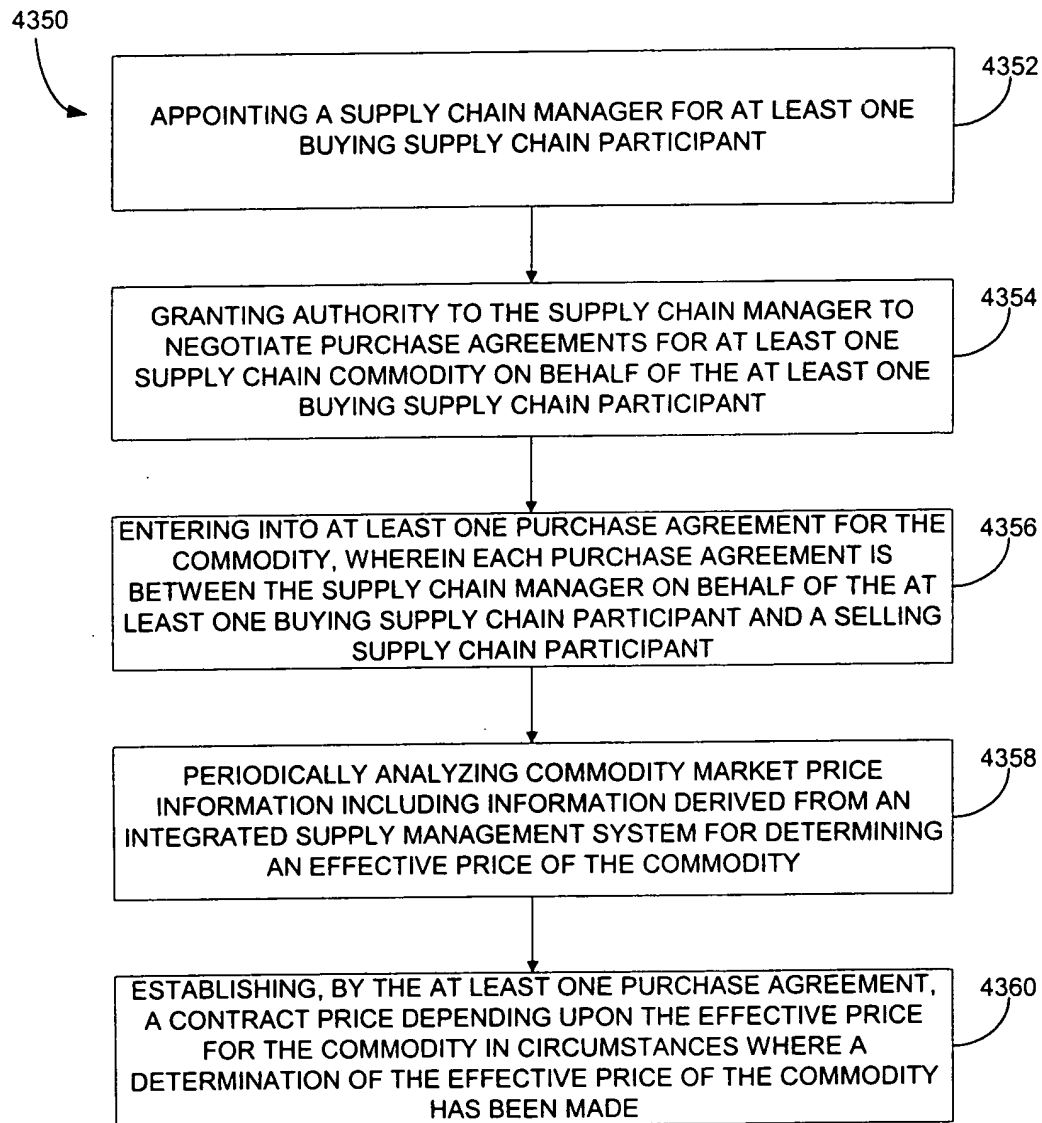 4350
4352
APPOINTING A SUPPLY CHAIN MANAGER FOR AT LEAST ONE
BUYING SUPPLY CHAIN PARTICIPANT
4354
GRANTING AUTHORITY TO THE SUPPLY CHAIN MANAGER TO
NEGOTIATE PURCHASE AGREEMENTS FOR AT LEAST ONE
SUPPLY CHAIN COMMODITY ON BEHALF OF THE AT LEAST ONE
BUYING SUPPLY CHAIN PARTICIPANT
4356
ENTERING INTO AT LEAST ONE PURCHASE AGREEMENT FOR THE
COMMODITY, WHEREIN EACH PURCHASE AGREEMENT IS
BETWEEN THE SUPPLY CHAIN MANAGER ON BEHALF OF THE AT
LEAST ONE BUYING SUPPLY CHAIN PARTICIPANT AND A SELLING
SUPPLY CHAIN PARTICIPANT
4358
PERIODICALLY ANALYZING COMMODITY MARKET PRICE
INFORMATION INCLUDING INFORMATION DERIVED FROM AN
INTEGRATED SUPPLY MANAGEMENT SYSTEM FOR DETERMINING
AN EFFECTIVE PRICE OF THE COMMODITY
4360
ESTABLISHING, BY THE AT LEAST ONE PURCHASE AGREEMENT,
A CONTRACT PRICE DEPENDING UPON THE EFFECTIVE PRICE
FOR THE COMMODITY IN CIRCUMSTANCES WHERE A
DETERMINATION OF THE EFFECTIVE PRICE OF THE COMMODITY
HAS BEEN MADE